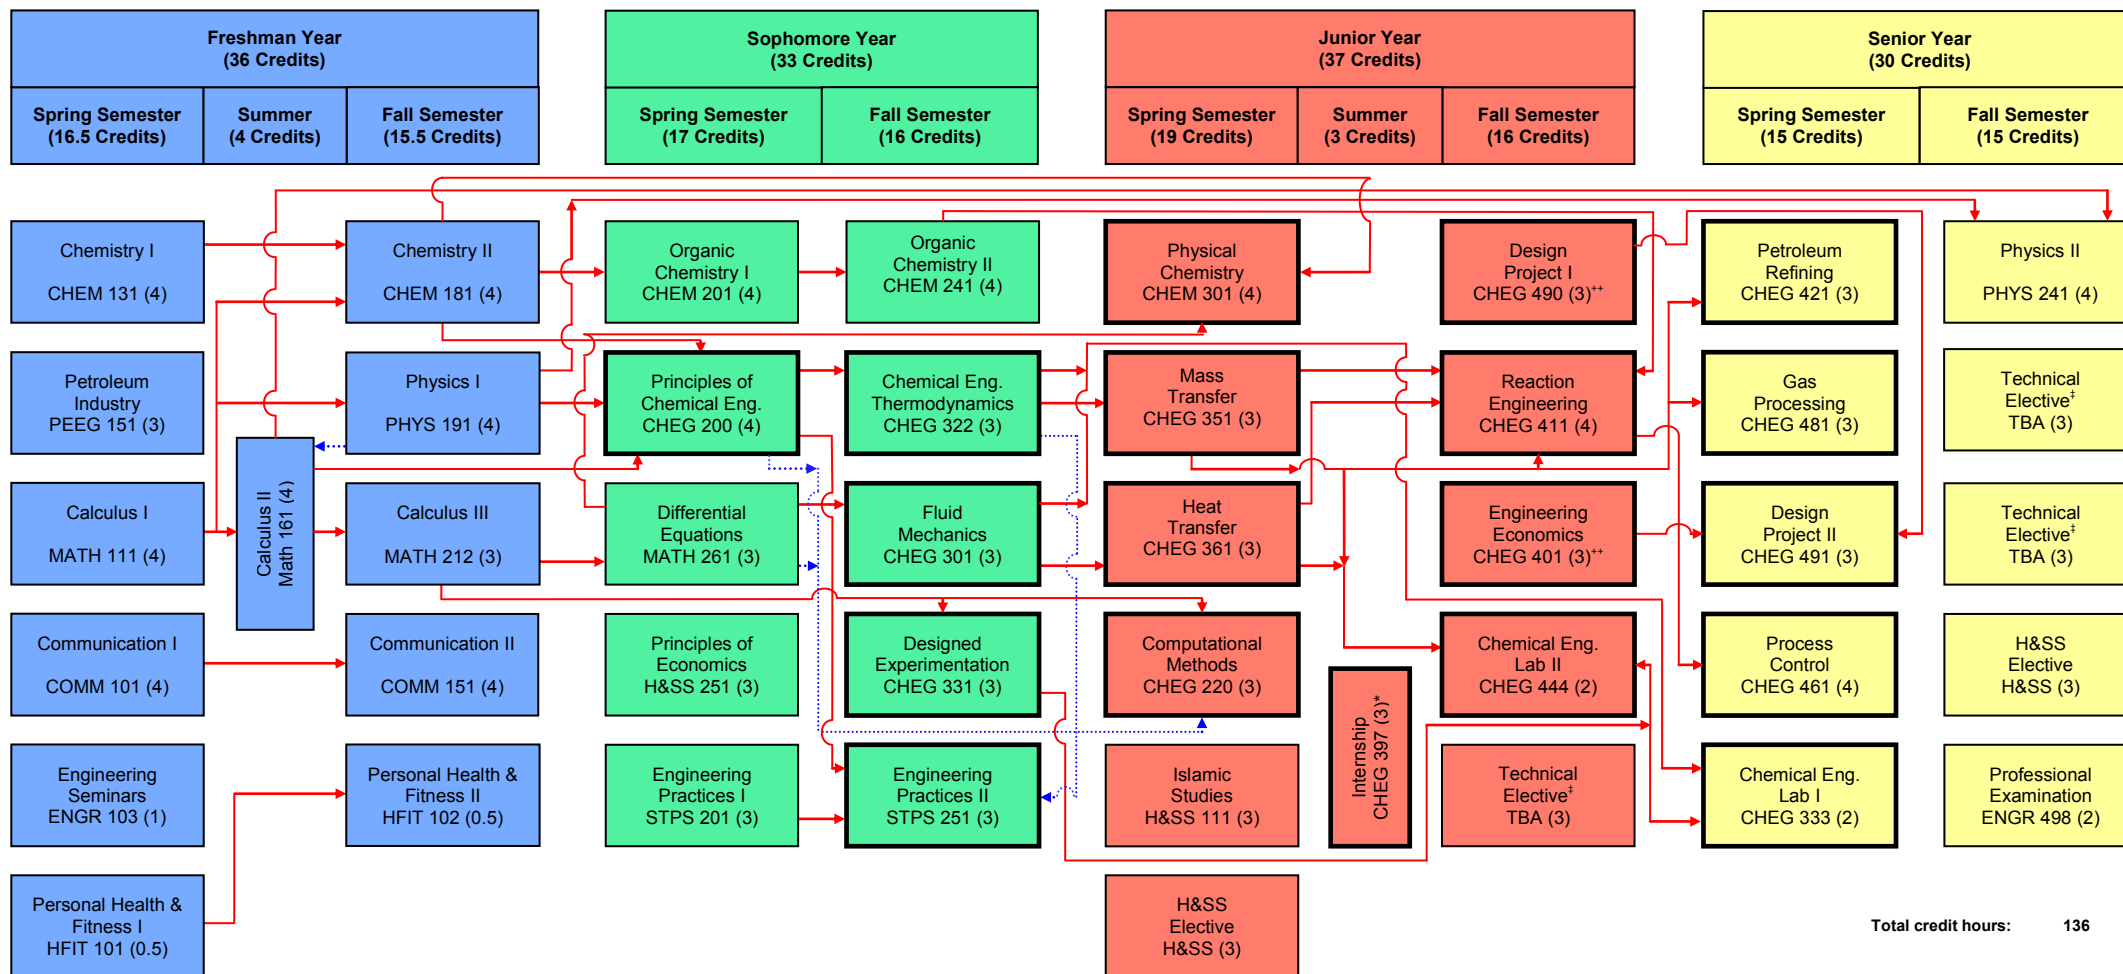 Freshman Year
(36 Credits)
Sophomore Year
(33 Credits)
Junior Year
(37 Credits)
Senior Year
(30 Credits)
Spring Semester
(16.5 Credits)
Summer
(4 Credits)
Fall Semester
(15.5 Credits)
Spring Semester
(17 Credits)
Fall Semester
(16 Credits)
Spring Semester
(19 Credits)
Summer
(3 Credits)
Fall Semester
(16 Credits)
Spring Semester
(15 Credits)
Fall Semester
(15 Credits)
Chemistry I
CHEM 131 (4)
Chemistry II
CHEM 181 (4)
Organic
Chemistry I
CHEM 201 (4)
Organic
Chemistry II
CHEM 241 (4)
Physical
Chemistry
CHEM 301 (4)
Design
Project I
CHEG 490 (3)⁺⁺
Petroleum
Refining
CHEG 421 (3)
Physics II
PHYS 241 (4)
Petroleum
Industry
PEEG 151 (3)
Physics I
PHYS 191 (4)
Principles of
Chemical Eng.
CHEG 200 (4)
Chemical Eng.
Thermodynamics
CHEG 322 (3)
Mass
Transfer
CHEG 351 (3)
Reaction
Engineering
CHEG 411 (4)
Gas
Processing
CHEG 481 (3)
Technical
Elective‡
TBA (3)
Calculus I
MATH 111 (4)
Calculus II
Math 161 (4)
Calculus III
MATH 212 (3)
Differential
Equations
MATH 261 (3)
Fluid
Mechanics
CHEG 301 (3)
Heat
Transfer
CHEG 361 (3)
Engineering
Economics
CHEG 401 (3)⁺⁺
Design
Project II
CHEG 491 (3)
Technical
Elective‡
TBA (3)
Communication I
COMM 101 (4)
Communication II
COMM 151 (4)
Principles of
Economics
H&SS 251 (3)
Designed
Experimentation
CHEG 331 (3)
Computational
Methods
CHEG 220 (3)
Internship
CHEG 397 (3)*
Chemical Eng.
Lab II
CHEG 444 (2)
Process
Control
CHEG 461 (4)
H&SS
Elective
H&SS (3)
Engineering
Seminars
ENGR 103 (1)
Personal Health &
Fitness II
HFIT 102 (0.5)
Engineering
Practices I
STPS 201 (3)
Engineering
Practices II
STPS 251 (3)
Islamic
Studies
H&SS 111 (3)
Technical
Elective‡
TBA (3)
Chemical Eng.
Lab I
CHEG 333 (2)
Professional
Examination
ENGR 498 (2)
Personal Health &
Fitness I
HFIT 101 (0.5)
H&SS
Elective
H&SS (3)
Total credit hours: 136